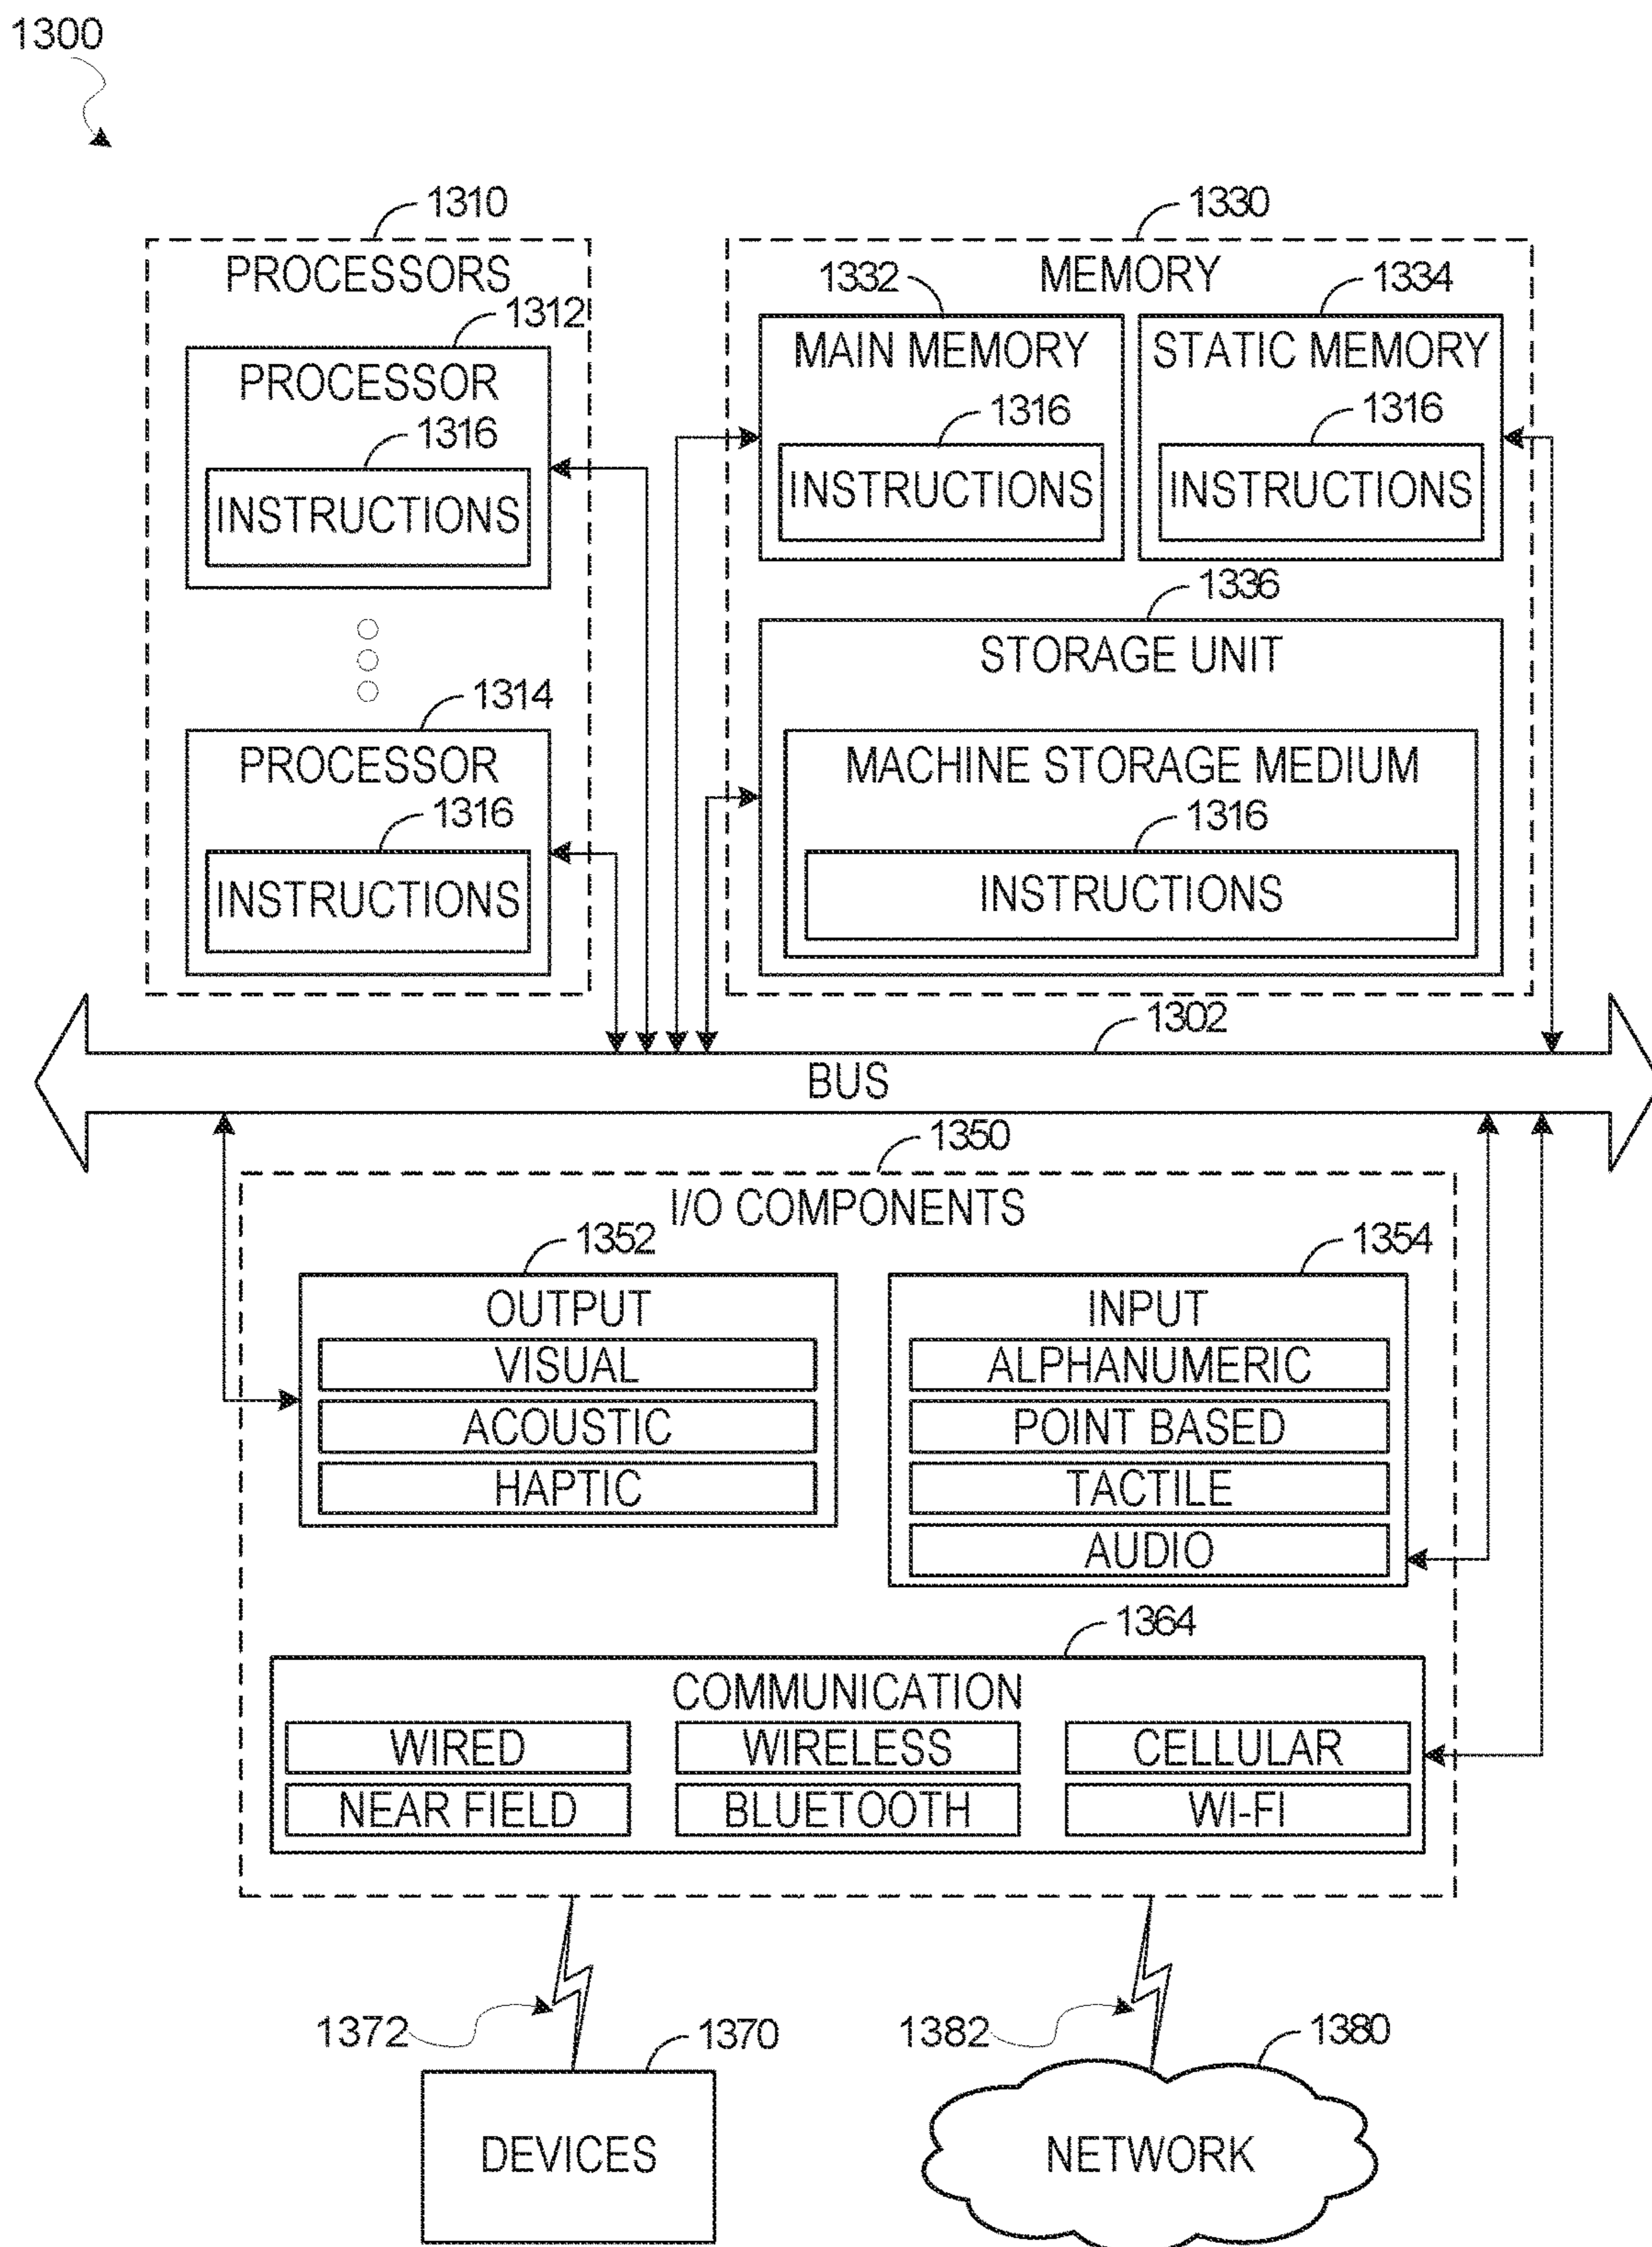 1300
1310
PROCESSORS
1312
PROCESSOR
1316
INSTRUCTIONS
1314
PROCESSOR
1316
INSTRUCTIONS
1330
MEMORY
1332
MAIN MEMORY
1316
INSTRUCTIONS
1334
STATIC MEMORY
1316
INSTRUCTIONS
1336
STORAGE UNIT
MACHINE STORAGE MEDIUM
1316
INSTRUCTIONS
1302
BUS
1350
I/O COMPONENTS
1352
OUTPUT
VISUAL
ACOUSTIC
HAPTIC
1354
INPUT
ALPHANUMERIC
POINT BASED
TACTILE
AUDIO
1364
COMMUNICATION
WIRED
WIRELESS
CELLULAR
NEAR FIELD
BLUETOOTH
WI-FI
1372
1370
DEVICES
1382
1380
NETWORK